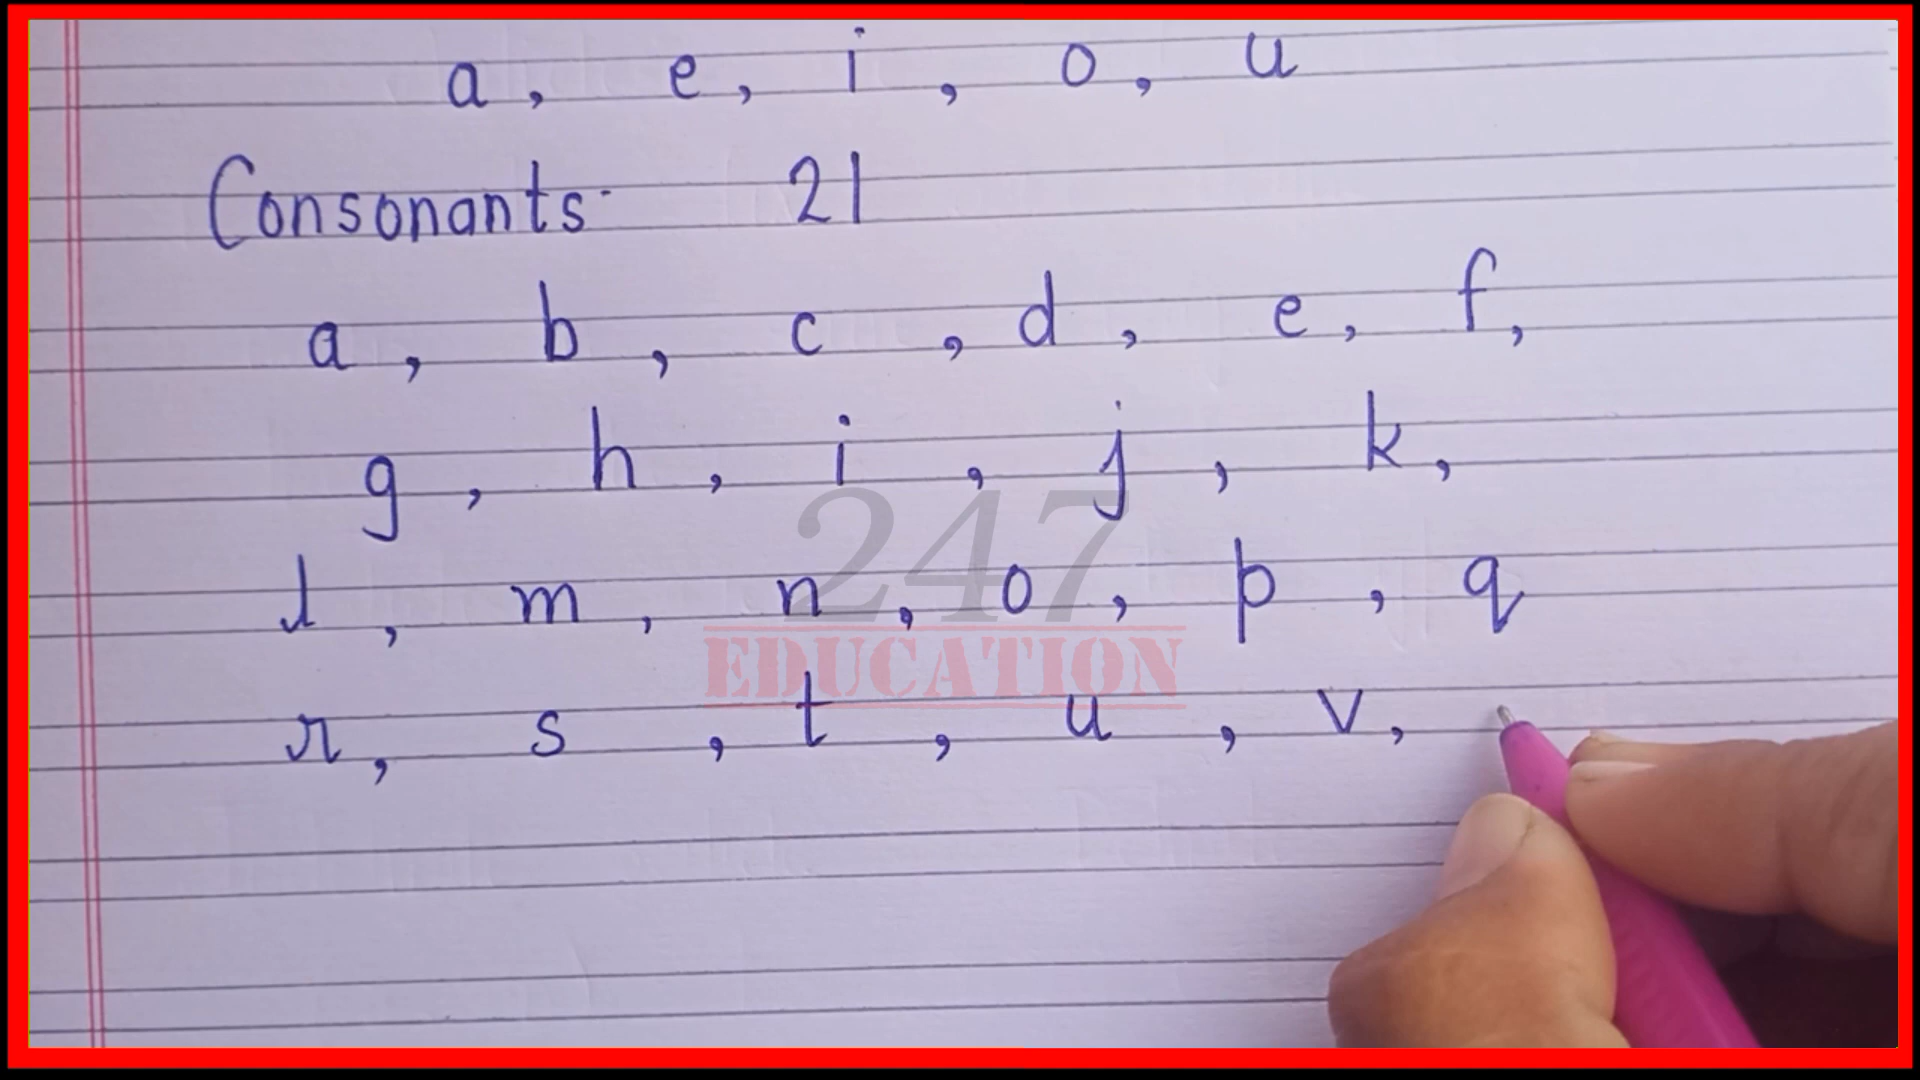 a, e, i, o, u
Consonants- 21
a, b, c, d, e, f,
g, h, i, j, k,
l, m, n, o, p, q
r, s, t, u, v,
247
EDUCATION